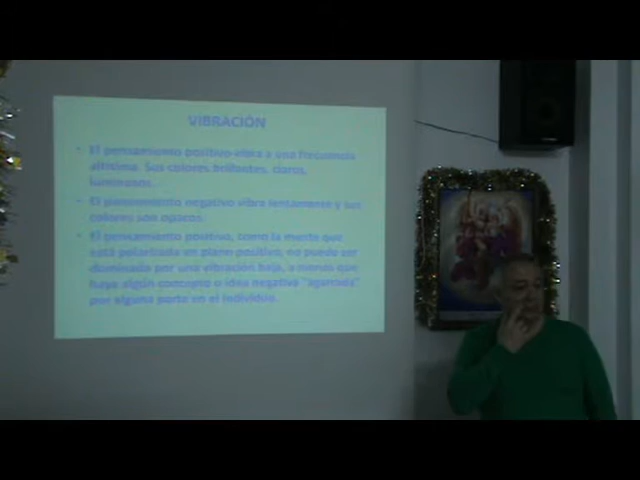 VIBRACIÓN
• El pensamiento positivo vibra a una frecuencia
altísima. Sus colores brillantes, claros,
luminosos.
• El pensamiento negativo vibra lentamente y sus
colores son opacos.
• El pensamiento positivo, como la mente que
está polarizada en plano positivo, no puede ser
dominada por una vibración baja, a menos que
haya algún concepto o idea negativa "agarrada"
por alguna parte en el individuo.